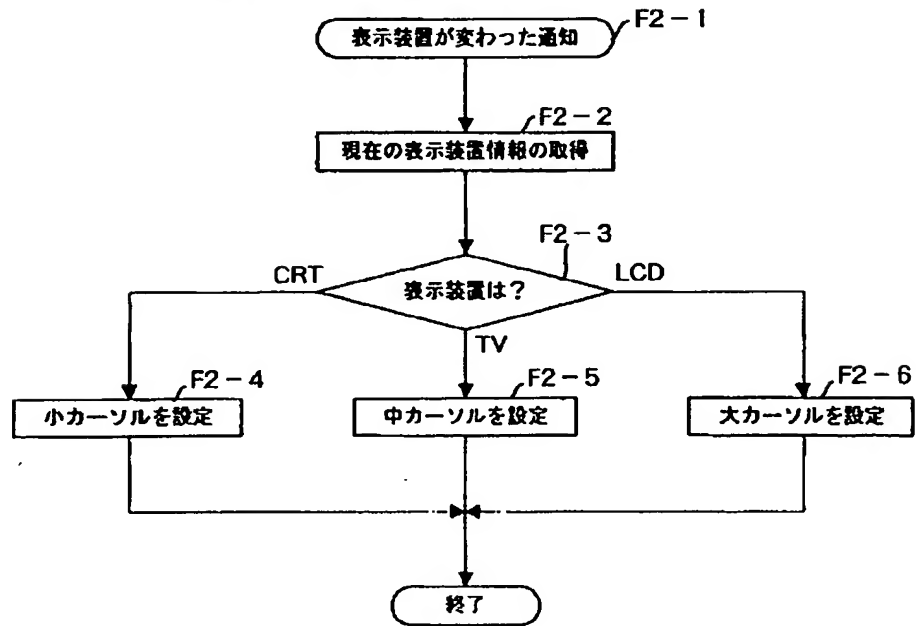 表示装置が変わった通知
F2-1
F2-2
現在の表示装置情報の取得
F2-3
CRT
LCD
表示装置は?
TV
F2-4
F2-5
F2-6
小カーソルを設定
中カーソルを設定
大カーソルを設定
終了